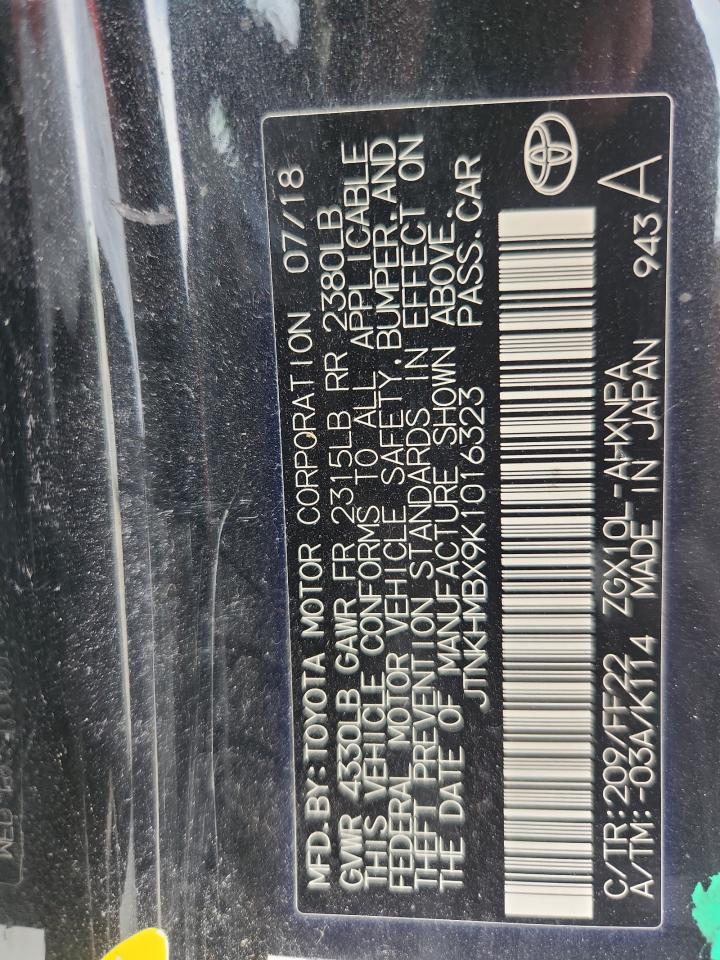 MFD.BY:TOYOTA MOTOR CORPORATION 07/18
GVWR 4330LB GAWR FR 2315LB RR 2380LB
THIS VEHICLE CONFORMS TO ALL APPLICABLE
FEDERAL MOTOR VEHICLE SAFETY,BUMPER,AND
THEFT PREVENTION STANDARDS IN EFFECT ON
THE DATE OF MANUFACTURE SHOWN ABOVE.
JTNKHMBX9K1016323 PASS.CAR
C/TR:209/FF22 ZGX10L-AHXNPA
A/TM:-03A/K114 MADE IN JAPAN 943 A